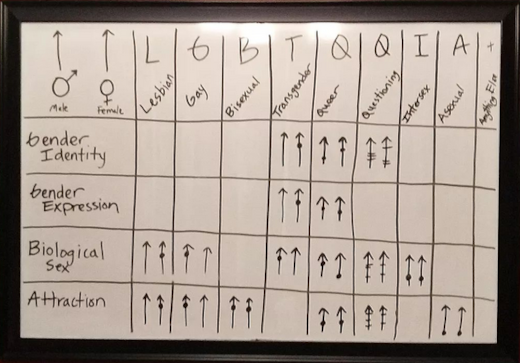 L G B T Q Q I A +
Male Female Lesbian Gay Bisexual Transgender Queer Questioning Intersex Asexual Anything Else
Gender
Identity
Gender
Expression
Biological
Sex
Attraction